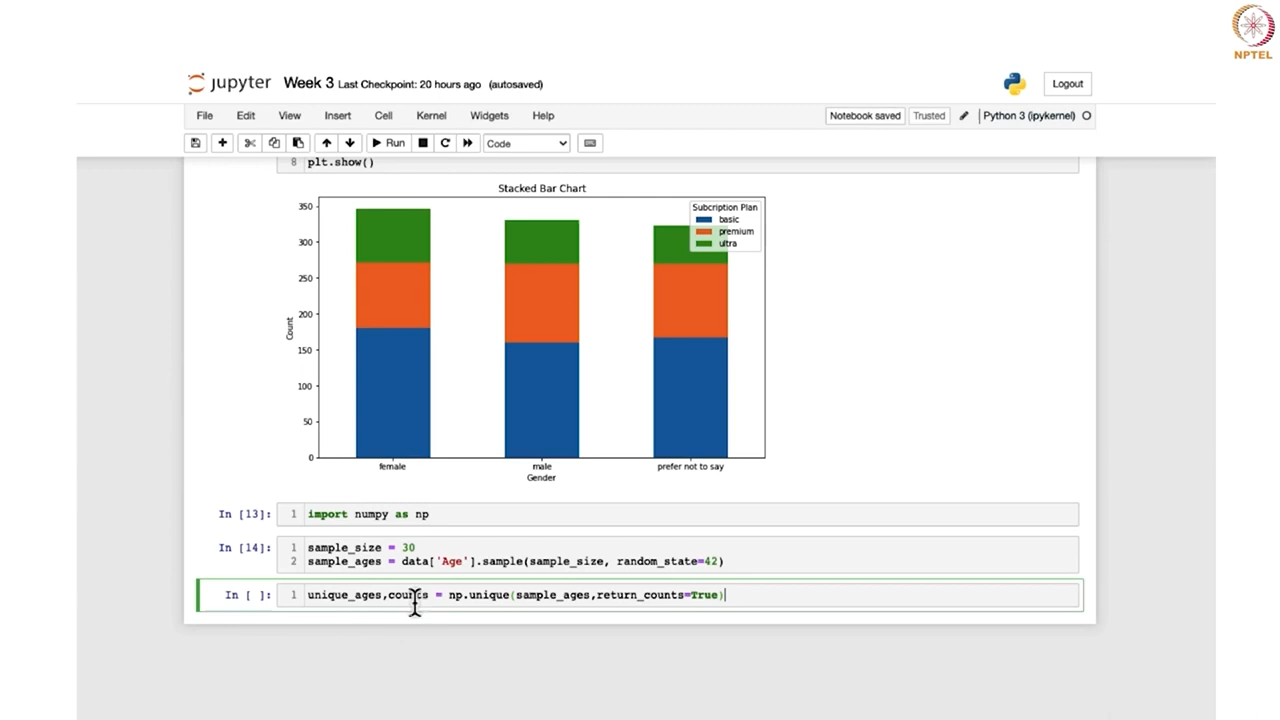 NPTEL
jupyter Week 3 Last Checkpoint: 20 hours ago (autosaved)
Logout
File Edit View Insert Cell Kernel Widgets Help
Notebook saved Trusted Python 3 (ipykernel)
Run Code
8 plt.show()
Stacked Bar Chart
Subcription Plan
basic
premium
ultra
350
300
250
200
150
100
50
0
Count
female male prefer not to say
Gender
In [13]: 1 import numpy as np
In [14]: 1 sample_size = 30
2 sample_ages = data['Age'].sample(sample_size, random_state=42)
In [ ]: 1 unique_ages,counts = np.unique(sample_ages,return_counts=True)